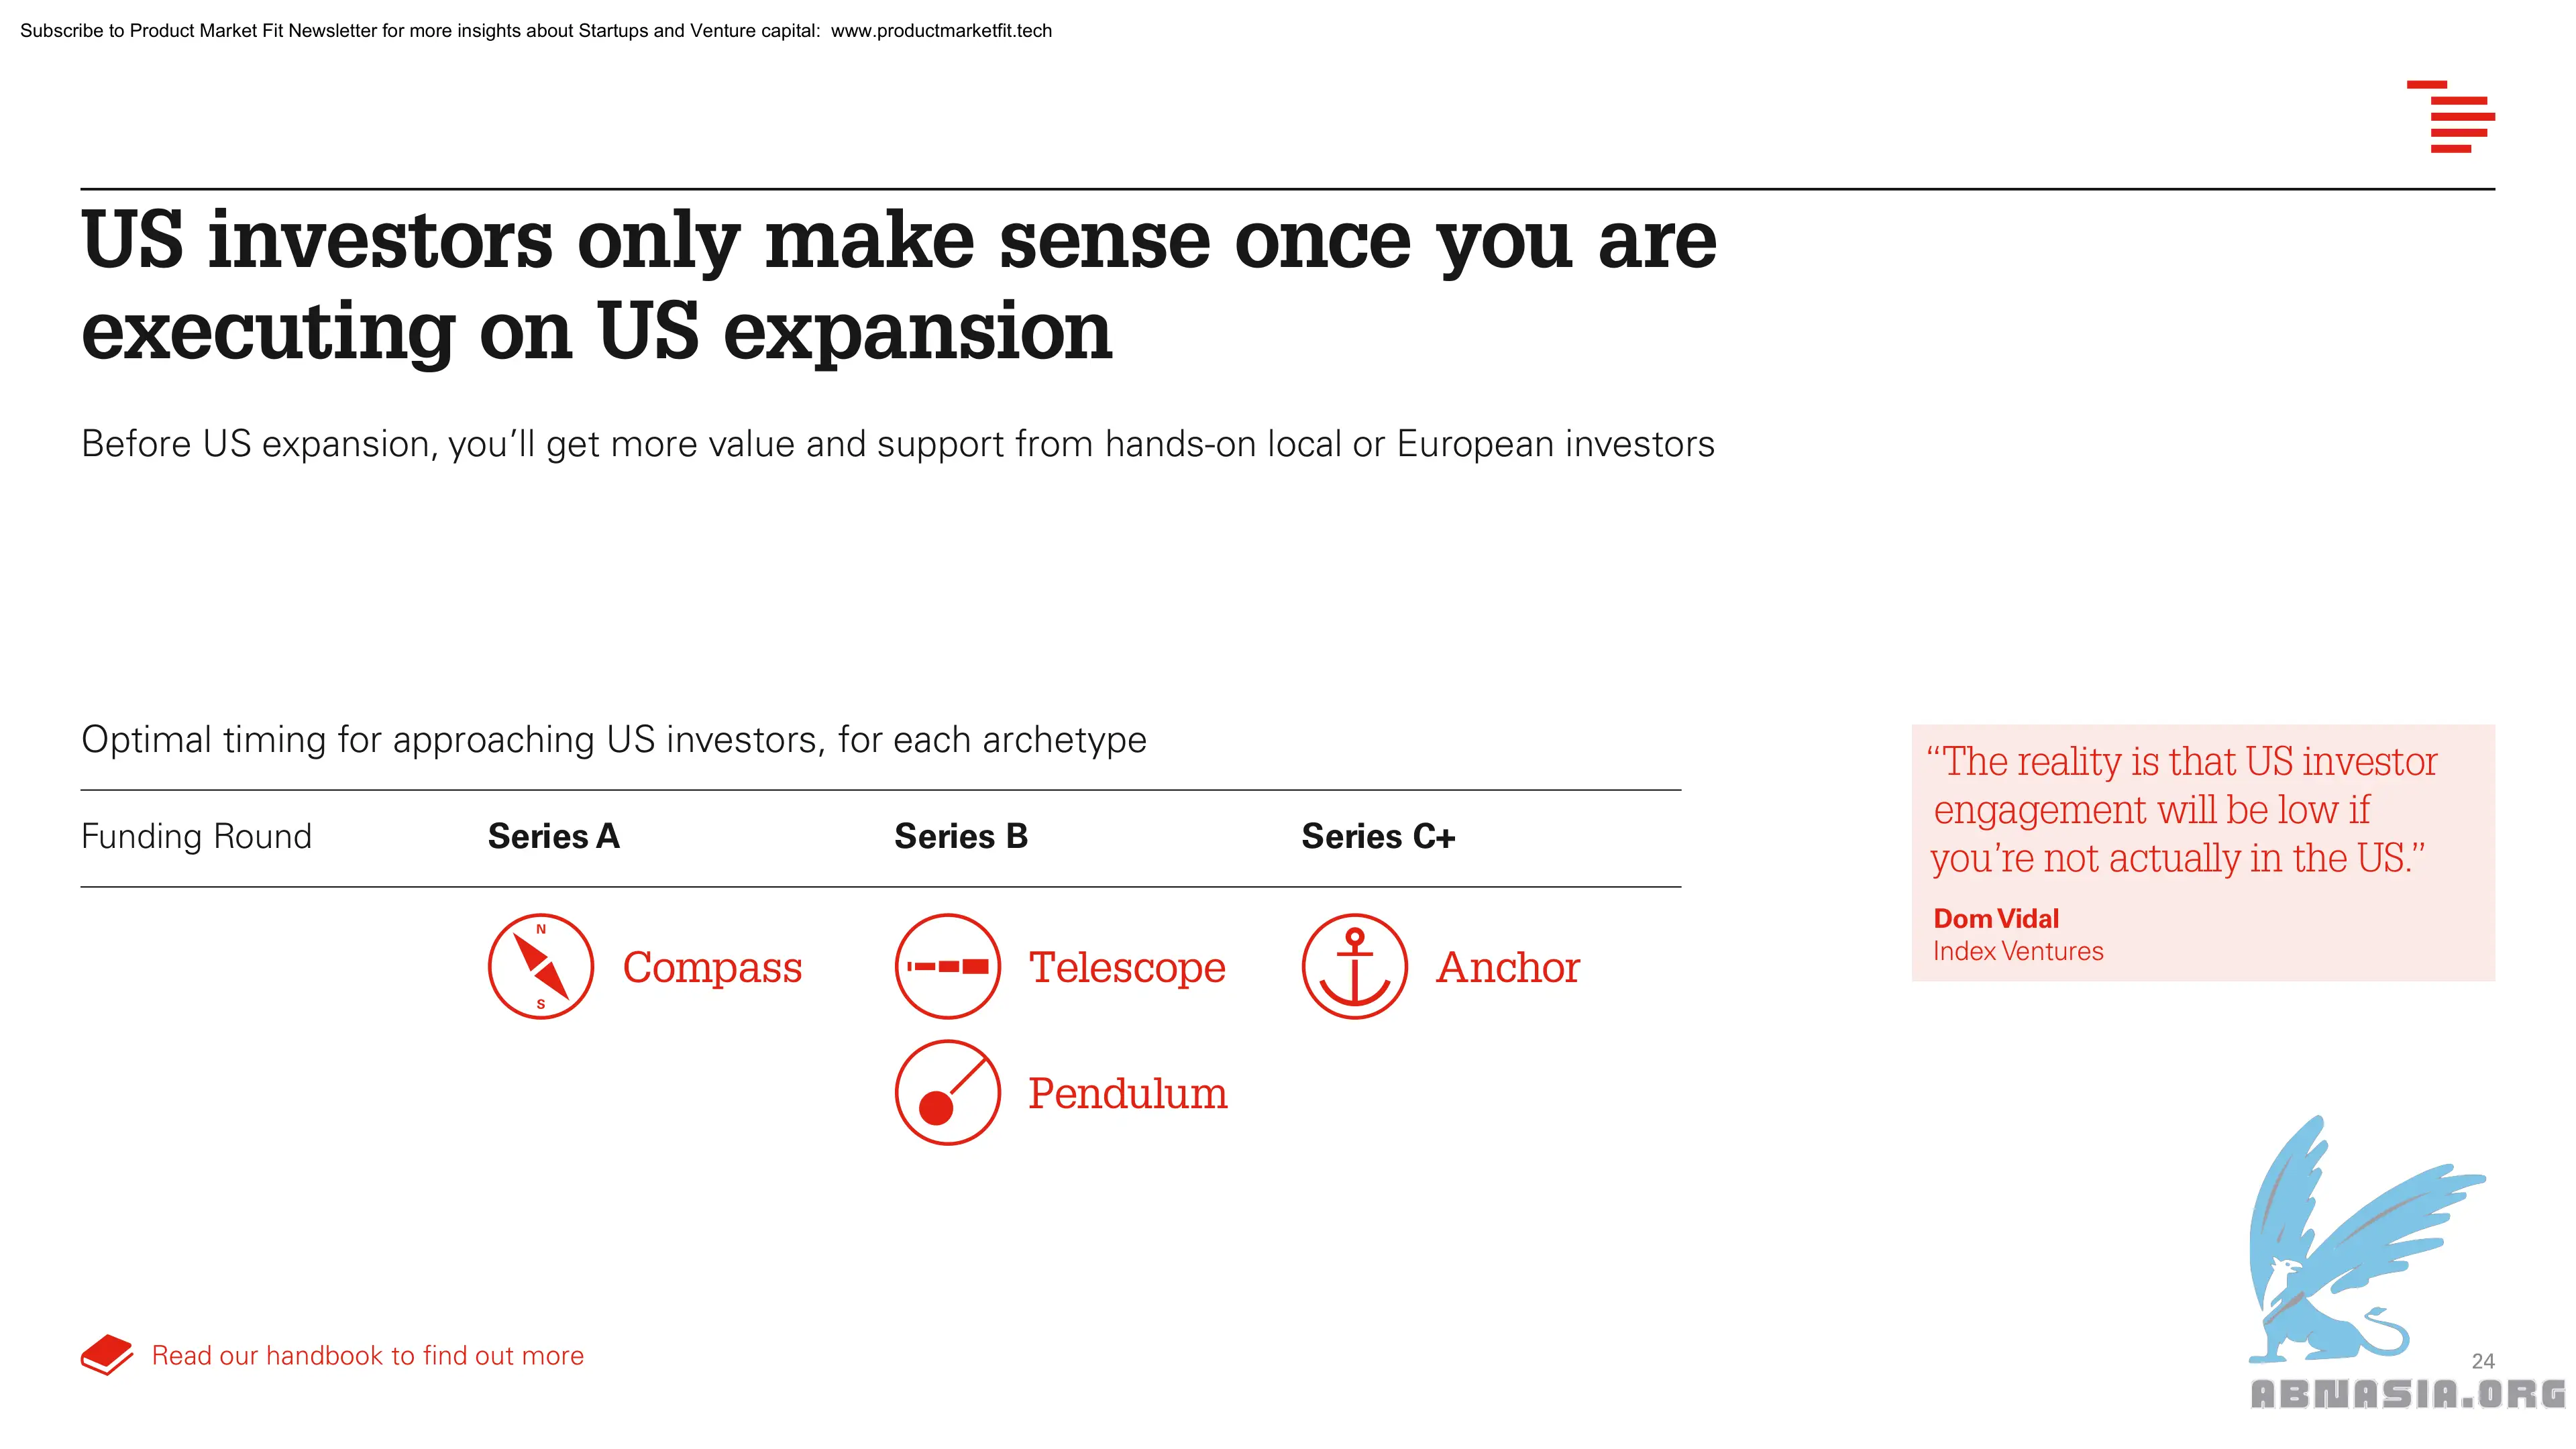 Subscribe to Product Market Fit Newsletter for more insights about Startups and Venture capital:  www.productmarketfit.tech
US investors only make sense once you are
executing on US expansion
Before US expansion, you’ll get more value and support from hands-on local or European investors
Optimal timing for approaching US investors, for each archetype
Funding Round Series A Series B Series C+
N
S
Compass Telescope Anchor
Pendulum
“The reality is that US investor
engagement will be low if
you’re not actually in the US.”
Dom Vidal
Index Ventures
Read our handbook to find out more
24
ABNASIA.ORG